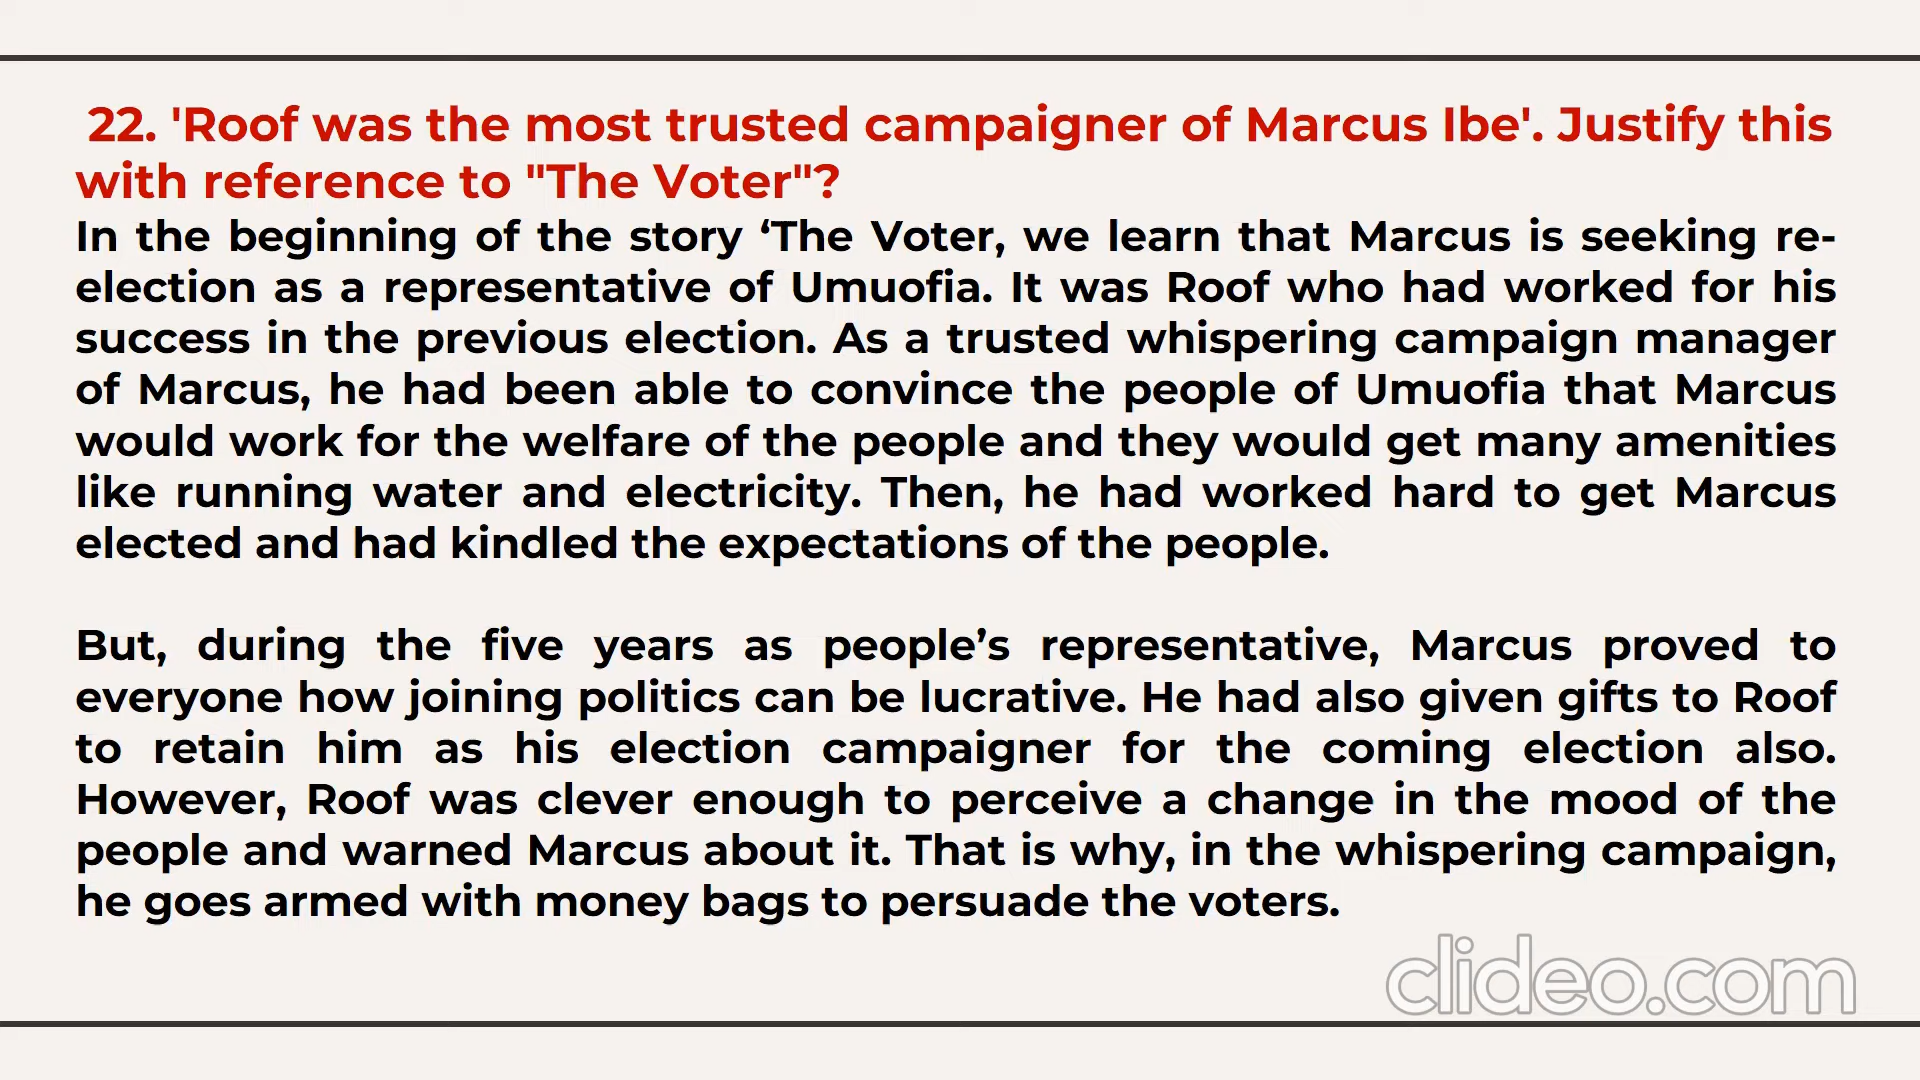 22. 'Roof was the most trusted campaigner of Marcus Ibe'. Justify this
with reference to "The Voter"?
In the beginning of the story ‘The Voter, we learn that Marcus is seeking re-
election as a representative of Umuofia. It was Roof who had worked for his
success in the previous election. As a trusted whispering campaign manager
of Marcus, he had been able to convince the people of Umuofia that Marcus
would work for the welfare of the people and they would get many amenities
like running water and electricity. Then, he had worked hard to get Marcus
elected and had kindled the expectations of the people.
But, during the five years as people’s representative, Marcus proved to
everyone how joining politics can be lucrative. He had also given gifts to Roof
to retain him as his election campaigner for the coming election also.
However, Roof was clever enough to perceive a change in the mood of the
people and warned Marcus about it. That is why, in the whispering campaign,
he goes armed with money bags to persuade the voters.
clideo.com